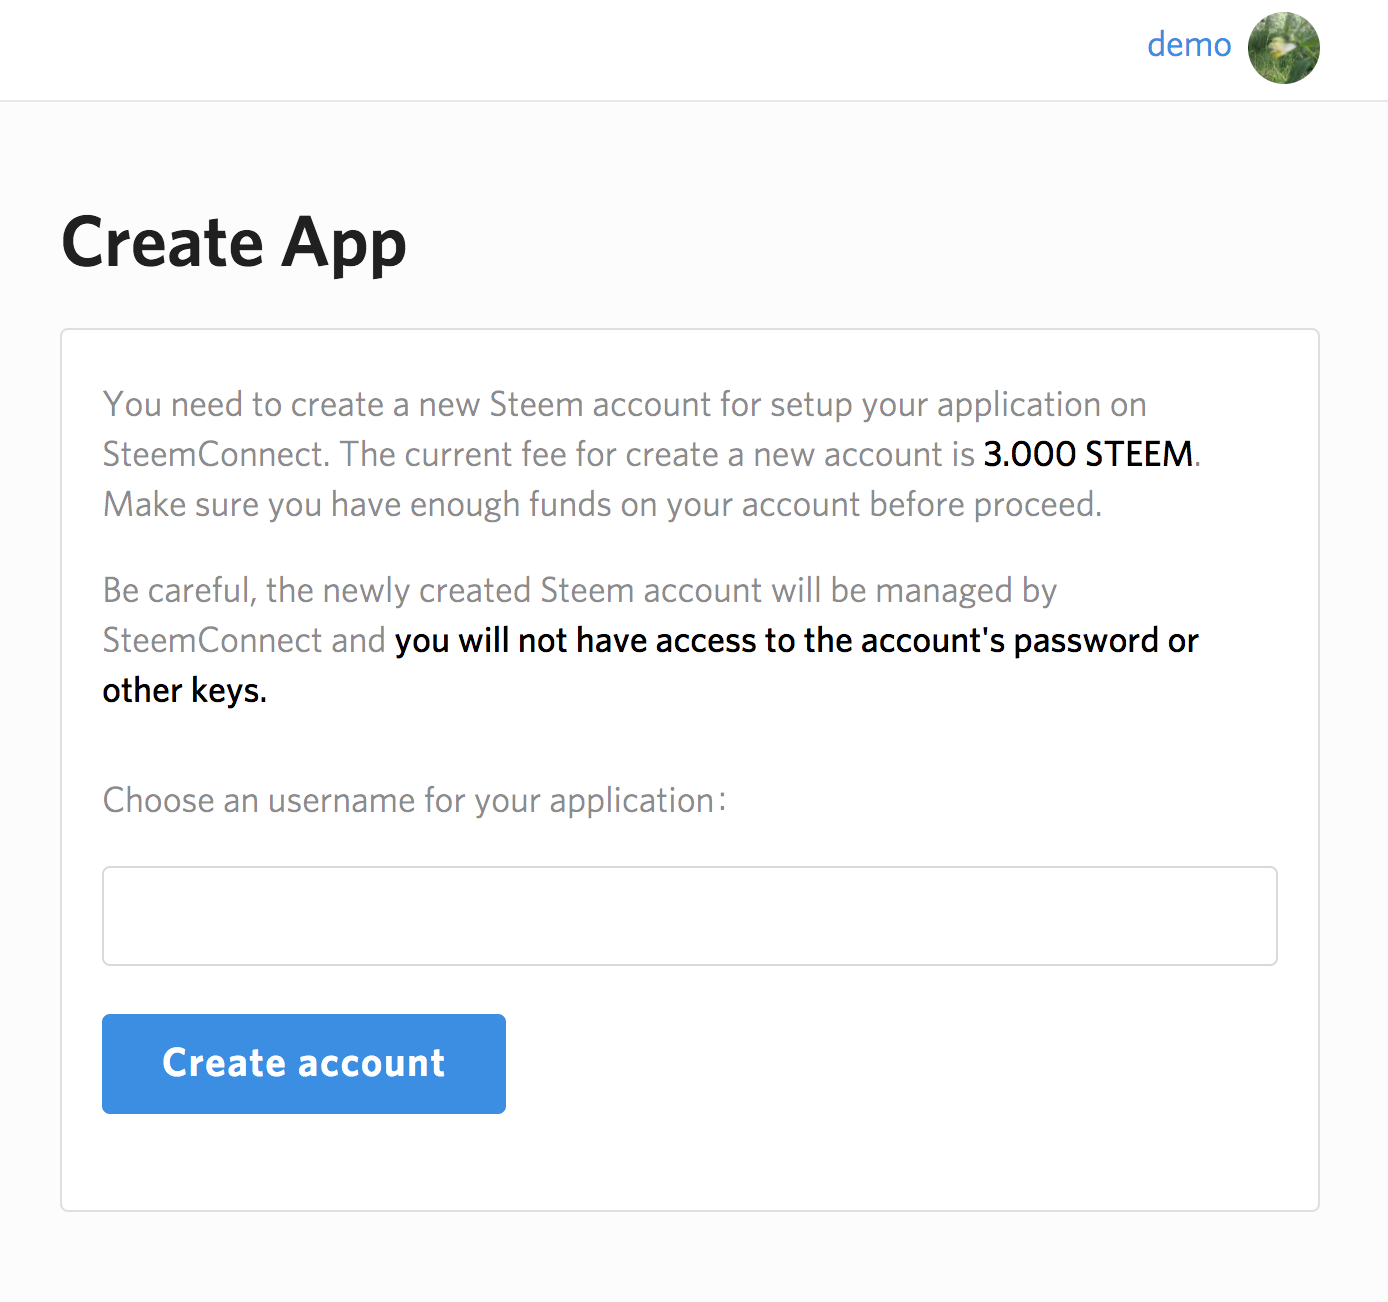 demo
Create App
You need to create a new Steem account for setup your application on
SteemConnect. The current fee for create a new account is 3.000 STEEM.
Make sure you have enough funds on your account before proceed.
Be careful, the newly created Steem account will be managed by
SteemConnect and you will not have access to the account's password or
other keys.
Choose an username for your application:
Create account